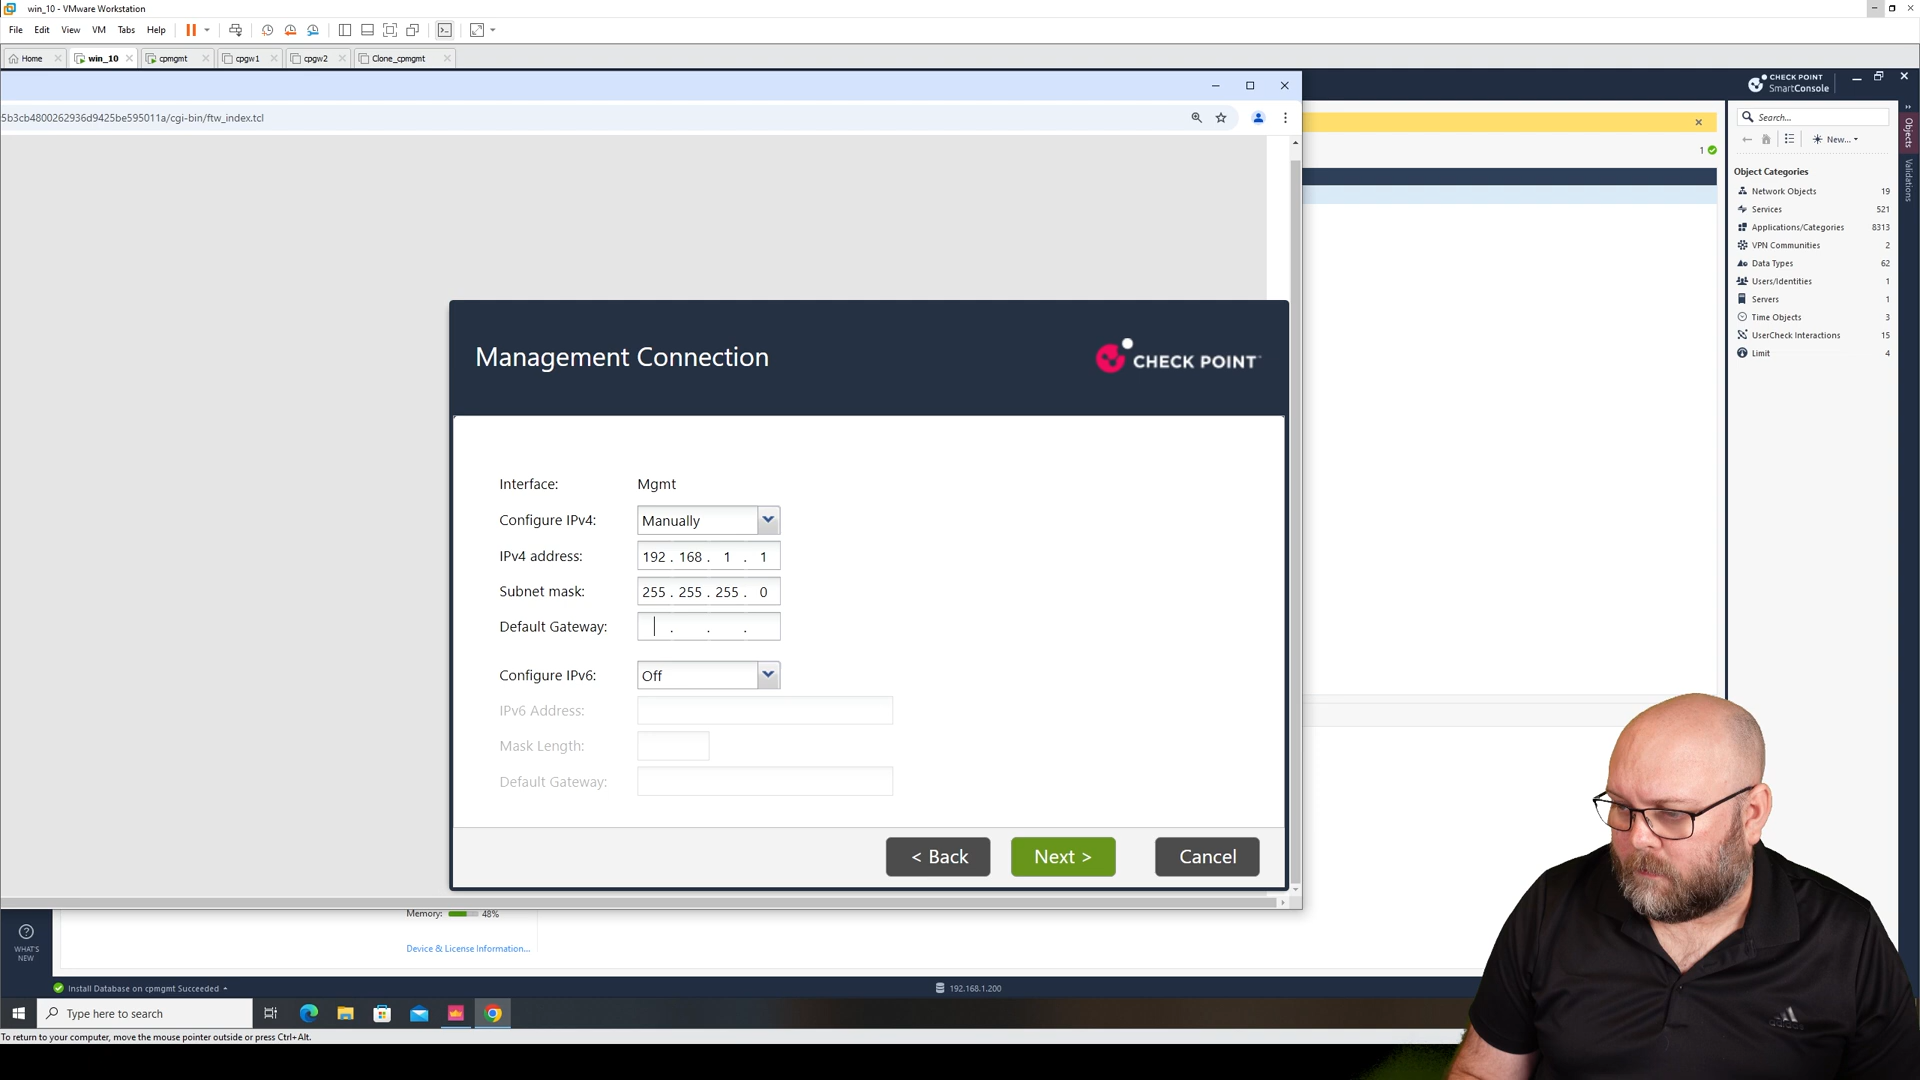 win_10 - VMware Workstation
File Edit View VM Tabs Help
Home win_10 cpmgmt cpgw1 cpgw2 Clone_cpmgmt
CHECK POINT
SmartConsole
5b3cb4800262936d9425be595011a/cgi-bin/ftw_index.tcl
Search...
New...
1
Objects
Validations
Object Categories
Network Objects 19
Services 521
Applications/Categories 8313
VPN Communities 2
Data Types 62
Users/Identities 1
Servers 1
Time Objects 3
UserCheck Interactions 15
Limit 4
Management Connection
CHECK POINT
Interface: Mgmt
Configure IPv4: Manually
IPv4 address: 192 . 168 . 1 . 1
Subnet mask: 255 . 255 . 255 . 0
Default Gateway: . . .
Configure IPv6: Off
IPv6 Address:
Mask Length:
Default Gateway:
< Back Next > Cancel
Memory: 48%
Device & License Information...
WHAT'S
NEW
Install Database on cpmgmt Succeeded
192.168.1.200
Type here to search
To return to your computer, move the mouse pointer outside or press Ctrl+Alt.
adidas